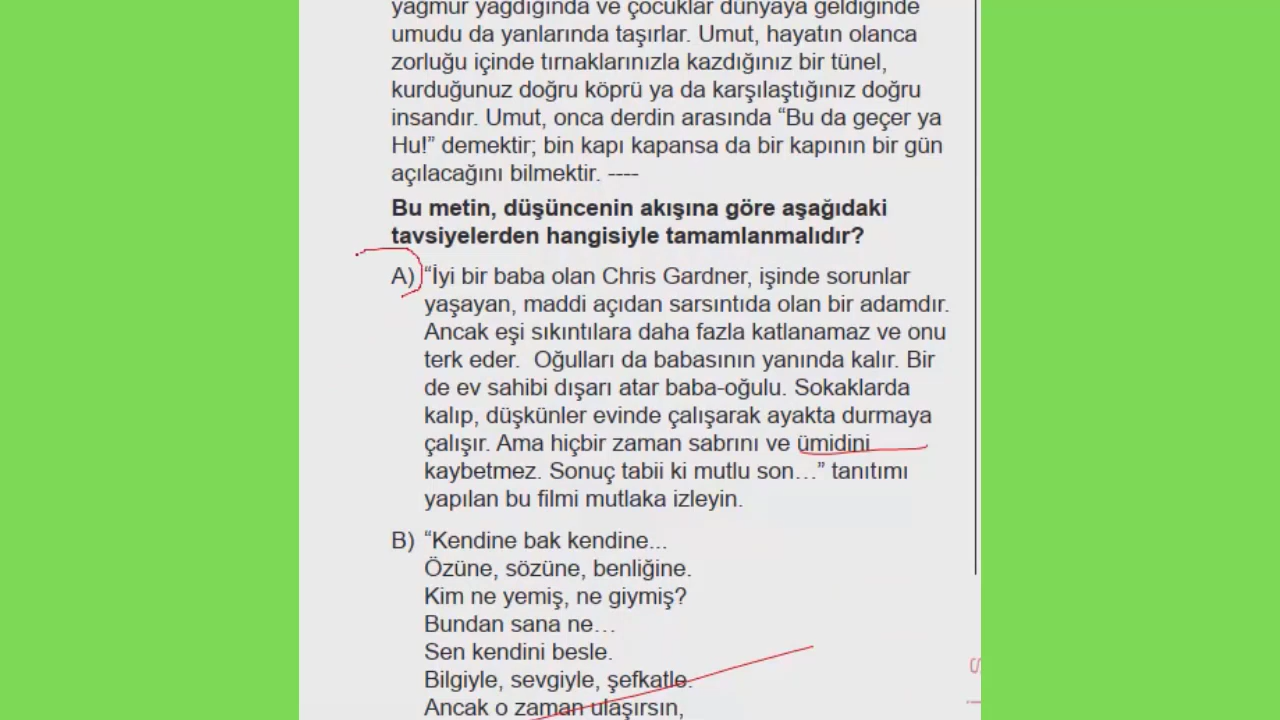 yağmur yağdığında ve çocuklar dünyaya geldiğinde
umudu da yanlarında taşırlar. Umut, hayatın olanca
zorluğu içinde tırnaklarınızla kazdığınız bir tünel,
kurduğunuz doğru köprü ya da karşılaştığınız doğru
insandır. Umut, onca derdin arasında “Bu da geçer ya
Hu!” demektir; bin kapı kapansa da bir kapının bir gün
açılacağını bilmektir. ----
Bu metin, düşüncenin akışına göre aşağıdaki
tavsiyelerden hangisiyle tamamlanmalıdır?
A) “İyi bir baba olan Chris Gardner, işinde sorunlar
yaşayan, maddi açıdan sarsıntıda olan bir adamdır.
Ancak eşi sıkıntılara daha fazla katlanamaz ve onu
terk eder. Oğulları da babasının yanında kalır. Bir
de ev sahibi dışarı atar baba-oğulu. Sokaklarda
kalıp, düşkünler evinde çalışarak ayakta durmaya
çalışır. Ama hiçbir zaman sabrını ve ümidini
kaybetmez. Sonuç tabii ki mutlu son…” tanıtımı
yapılan bu filmi mutlaka izleyin.
B) “Kendine bak kendine...
Özüne, sözüne, benliğine.
Kim ne yemiş, ne giymiş?
Bundan sana ne…
Sen kendini besle.
Bilgiyle, sevgiyle, şefkatle.
Ancak o zaman ulaşırsın,